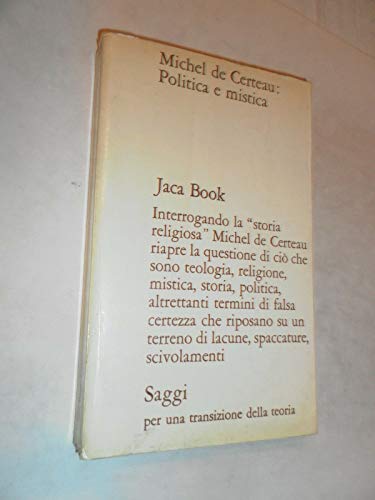 Michel de Certeau:
Politica e mistica
Jaca Book
Interrogando la “storia
religiosa” Michel de Certeau
riapre la questione di ciò che
sono teologia, religione,
mistica, storia, politica,
altrettanti termini di falsa
certezza che riposano su un
terreno di lacune, spaccature,
scivolamenti
Saggi
per una transizione della teoria